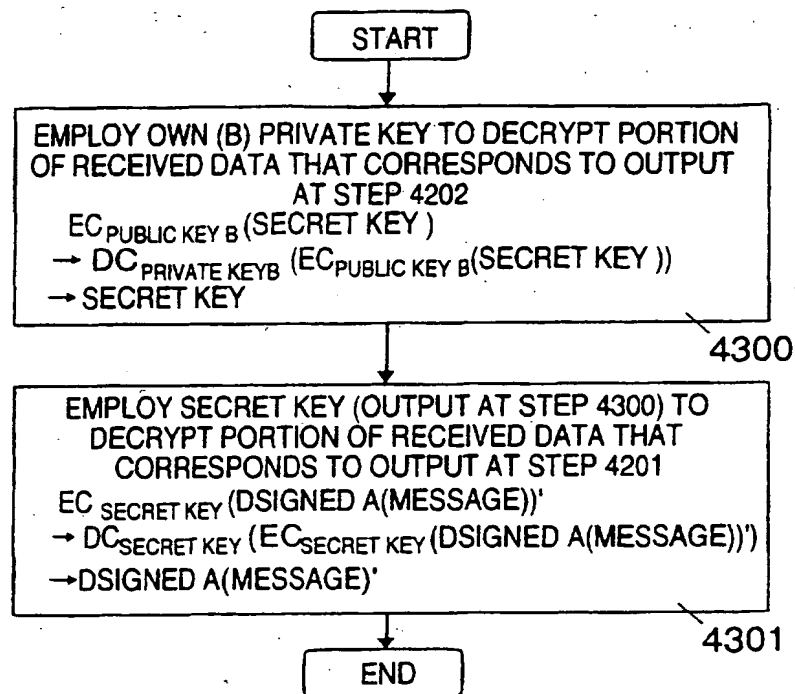 START
EMPLOY OWN (B) PRIVATE KEY TO DECRYPT PORTION
OF RECEIVED DATA THAT CORRESPONDS TO OUTPUT
AT STEP 4202
EC PUBLIC KEY B (SECRET KEY)
→ DC PRIVATE KEYB (EC PUBLIC KEY B(SECRET KEY))
→ SECRET KEY
4300
EMPLOY SECRET KEY (OUTPUT AT STEP 4300) TO
DECRYPT PORTION OF RECEIVED DATA THAT
CORRESPONDS TO OUTPUT AT STEP 4201
EC SECRET KEY (DSIGNED A(MESSAGE))'
→ DC SECRET KEY (EC SECRET KEY (DSIGNED A(MESSAGE))')
→DSIGNED A(MESSAGE)'
4301
END